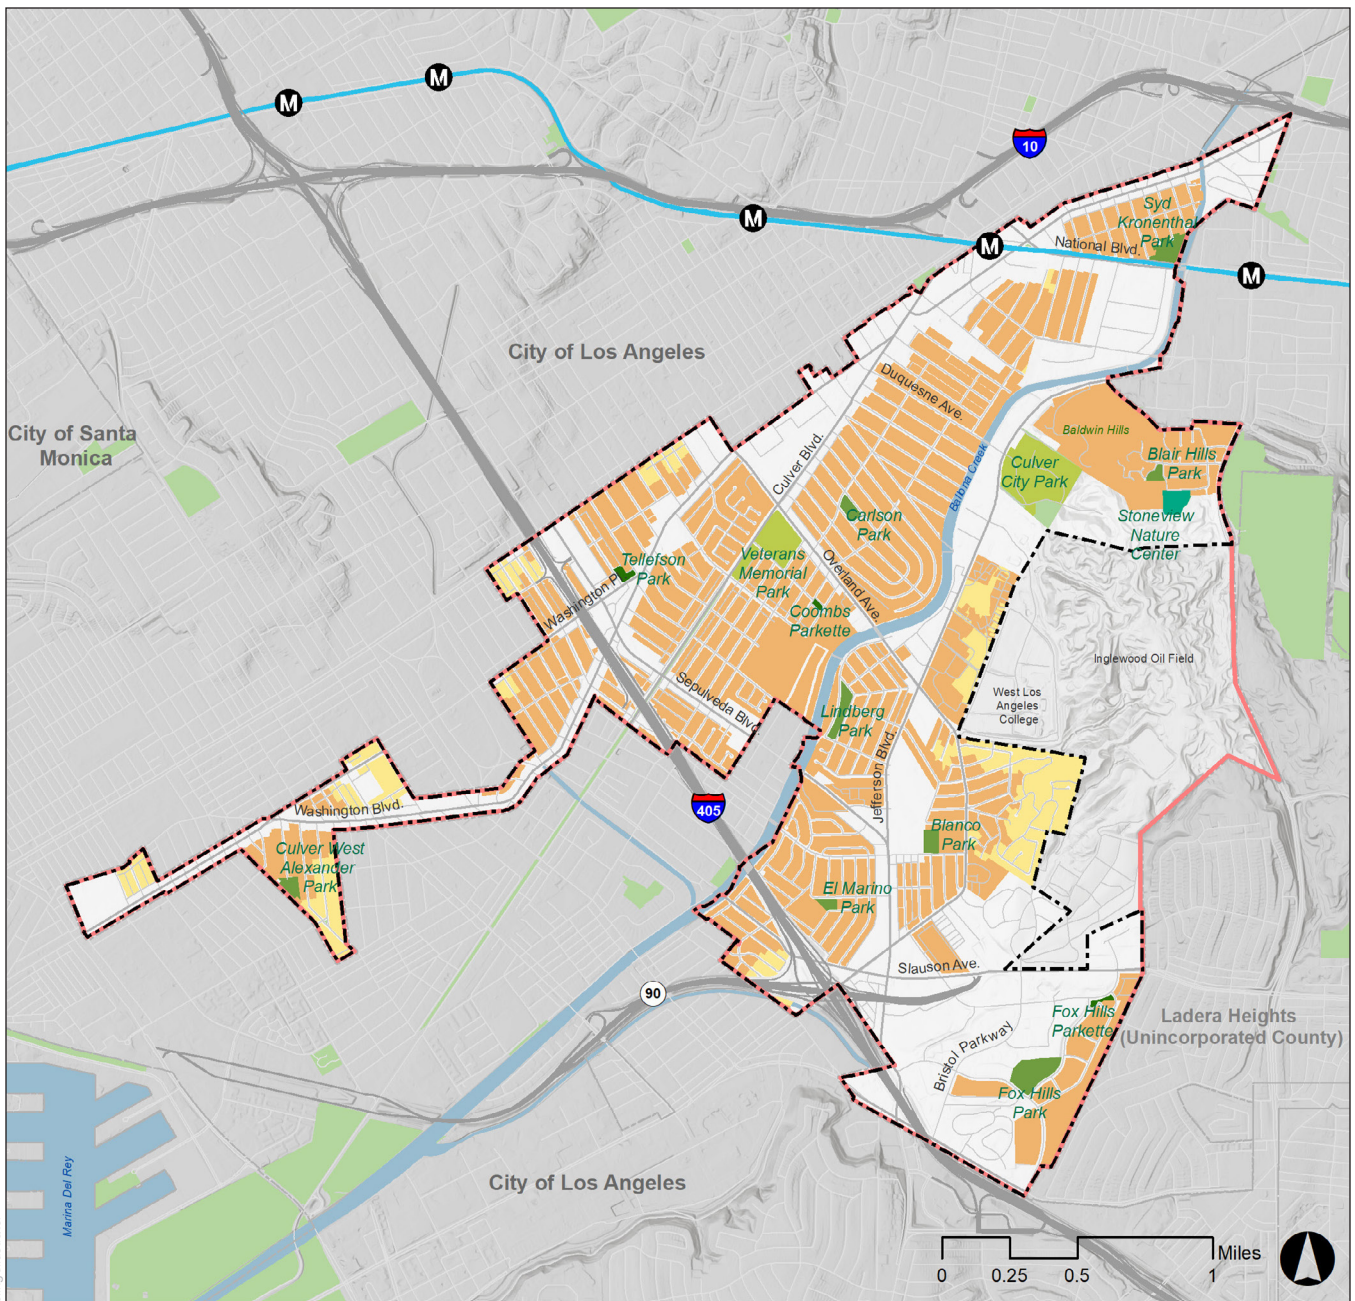 M
M
10
M
Syd
Kronenthal
Park
National Blvd.
M
M
City of Los Angeles
Duquesne Ave.
City of Santa
Monica
Culver Blvd.
Baldwin Hills
Culver
City Park
Blair Hills
Park
Ballona Creek
Carlson
Park
Stoneview
Nature
Center
Tellefson
Park
Veterans
Memorial
Park
Overland Ave.
Washington Pl.
Coombs
Parkette
Inglewood Oil Field
West Los
Angeles
College
Sepulveda Blvd.
Lindberg
Park
Jefferson Blvd.
405
Washington Blvd.
Blanco
Park
Culver West
Alexander
Park
El Marino
Park
Slauson Ave.
90
Fox Hills
Parkette
Ladera Heights
(Unincorporated County)
Bristol Parkway
Fox Hills
Park
City of Los Angeles
Marina Del Rey
Miles
0 0.25 0.5 1